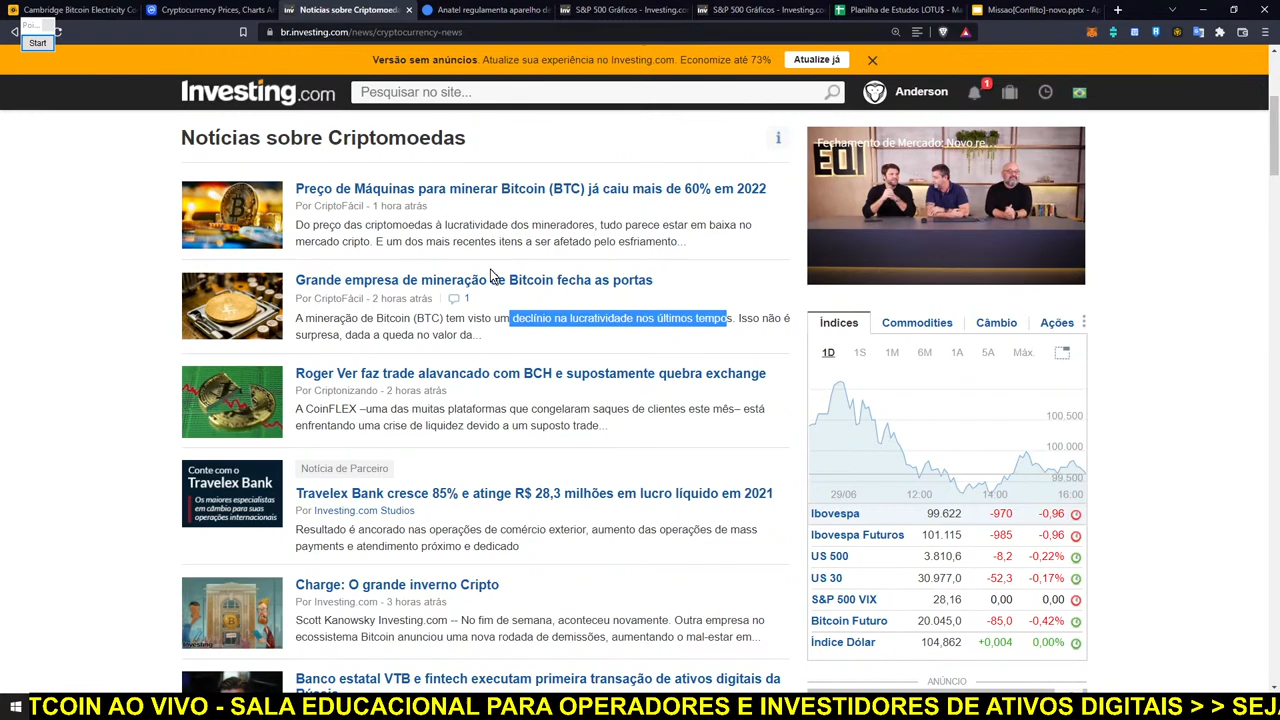 Cambridge Bitcoin Electricity Co
Cryptocurrency Prices, Charts A
Notícias sobre Criptomoeda
Anatel regulamenta aparelho de
S&P 500 Gráficos — Investing.co
S&P 500 Gráficos — Investing.co
Planilha de Estudos LOTU$ - M
Missao[Conflito]-novo.pptx - Ap
Poi...
Start
br.investing.com/news/cryptocurrency-news
Versão sem anúncios. Atualize sua experiência no Investing.com. Economize até 73%
Atualize já
Investing.com
Pesquisar no site...
Anderson
1
Notícias sobre Criptomoedas
Preço de Máquinas para minerar Bitcoin (BTC) já caiu mais de 60% em 2022
Por CriptoFácil - 1 hora atrás
Do preço das criptomoedas à lucratividade dos mineradores, tudo parece estar em baixa no
mercado cripto. E um dos mais recentes itens a ser afetado pelo esfriamento...
Grande empresa de mineração de Bitcoin fecha as portas
Por CriptoFácil - 2 horas atrás
1
A mineração de Bitcoin (BTC) tem visto um declínio na lucratividade nos últimos tempos. Isso não é
surpresa, dada a queda no valor da...
Roger Ver faz trade alavancado com BCH e supostamente quebra exchange
Por Criptonizando - 2 horas atrás
A CoinFLEX –uma das muitas plataformas que congelaram saques de clientes este mês– está
enfrentando uma crise de liquidez devido a um suposto trade...
Conte com o
Travelex Bank
Os maiores especialistas
em câmbio para suas
operações internacionais
Notícia de Parceiro
Travelex Bank cresce 85% e atinge R$ 28,3 milhões em lucro líquido em 2021
Por Investing.com Studios
Resultado é ancorado nas operações de comércio exterior, aumento das operações de mass
payments e atendimento próximo e dedicado
Charge: O grande inverno Cripto
Por Investing.com - 3 horas atrás
Scott Kanowsky Investing.com -- No fim de semana, aconteceu novamente. Outra empresa no
ecossistema Bitcoin anunciou uma nova rodada de demissões, aumentando o mal-estar em...
Banco estatal VTB e fintech executam primeira transação de ativos digitais da
Fechamento de Mercado: Novo re...
EQI
Índices
Commodities
Câmbio
Ações
1D
1S
1M
6M
1A
5A
Máx.
100.500
100.000
99.500
29/06
12:00
14:00
16:00
Ibovespa 99.622 -970 -0,96
Ibovespa Futuros 101.115 -985 -0,96
US 500 3.810,6 -8,2 -0,22%
US 30 30.977,0 -52,3 -0,17%
S&P 500 VIX 28,16 0,00 0,00
Bitcoin Futuro 20.045,0 -85,0 -0,42%
Índice Dólar 104,862 +0,004 0,00%
ANÚNCIO
TCOIN AO VIVO - SALA EDUCACIONAL PARA OPERADORES E INVESTIDORES DE ATIVOS DIGITAIS > > SEJA